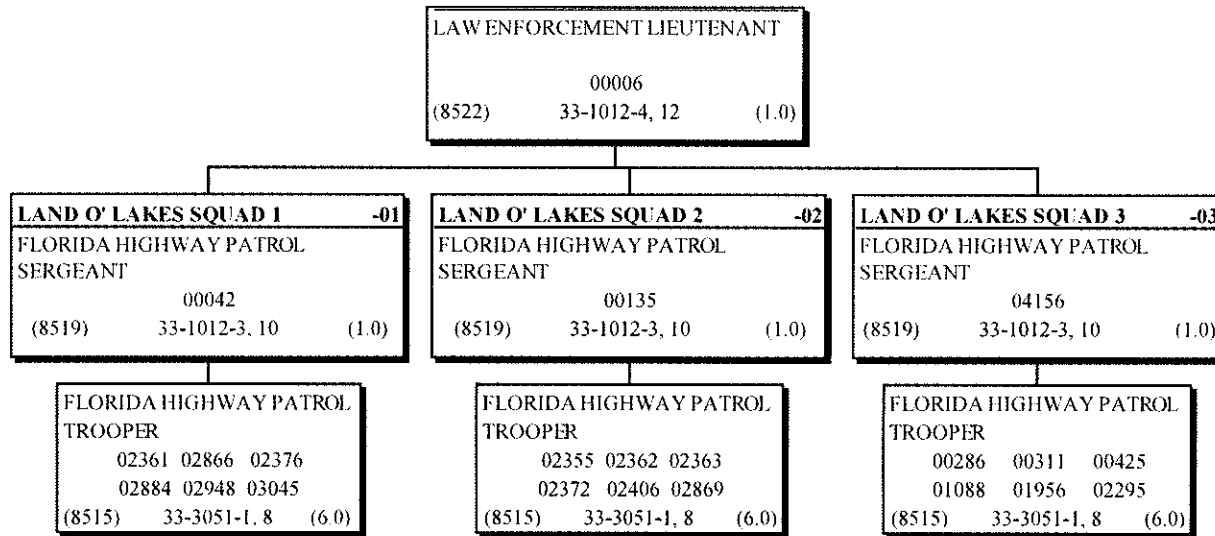 LAW ENFORCEMENT LIEUTENANT
00006
(8522) 33-1012-4, 12 (1.0)
LAND O' LAKES SQUAD 1 -01
FLORIDA HIGHWAY PATROL
SERGEANT
00042
(8519) 33-1012-3, 10 (1.0)
LAND O' LAKES SQUAD 2 -02
FLORIDA HIGHWAY PATROL
SERGEANT
00135
(8519) 33-1012-3, 10 (1.0)
LAND O' LAKES SQUAD 3 -03
FLORIDA HIGHWAY PATROL
SERGEANT
04156
(8519) 33-1012-3, 10 (1.0)
FLORIDA HIGHWAY PATROL
TROOPER
02361 02866 02376
02884 02948 03045
(8515) 33-3051-1, 8 (6.0)
FLORIDA HIGHWAY PATROL
TROOPER
02355 02362 02363
02372 02406 02869
(8515) 33-3051-1, 8 (6.0)
FLORIDA HIGHWAY PATROL
TROOPER
00286 00311 00425
01088 01956 02295
(8515) 33-3051-1, 8 (6.0)